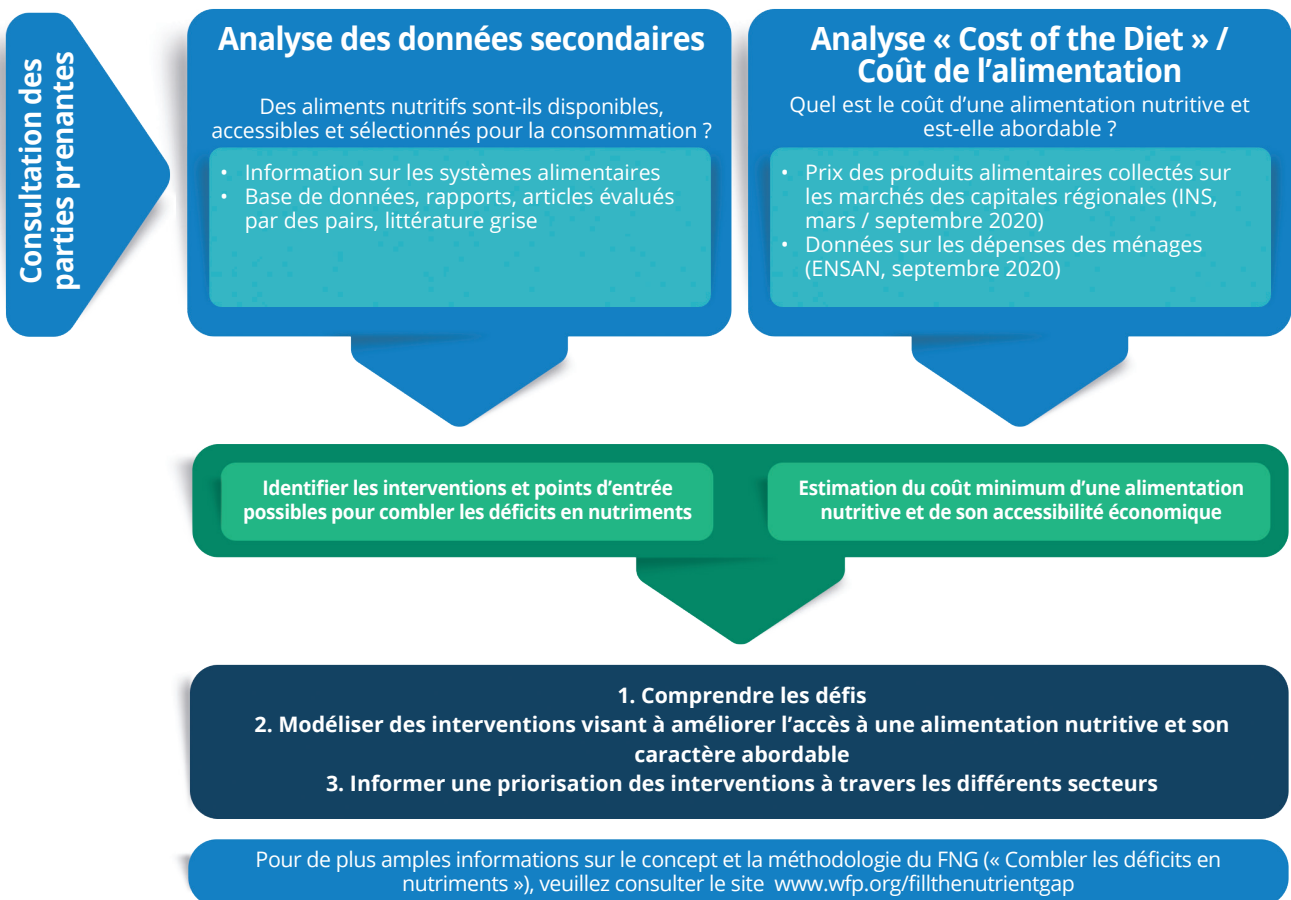 Consultation des
parties prenantes
Analyse des données secondaires
Des aliments nutritifs sont-ils disponibles,
accessibles et sélectionnés pour la consommation ?
• Information sur les systèmes alimentaires
• Base de données, rapports, articles évalués
par des pairs, littérature grise
Analyse « Cost of the Diet » /
Coût de l’alimentation
Quel est le coût d’une alimentation nutritive et
est-elle abordable ?
• Prix des produits alimentaires collectés sur
les marchés des capitales régionales (INS,
mars / septembre 2020)
• Données sur les dépenses des ménages
(ENSAN, septembre 2020)
Identifier les interventions et points d’entrée
possibles pour combler les déficits en nutriments
Estimation du coût minimum d’une alimentation
nutritive et de son accessibilité économique
1. Comprendre les défis
2. Modéliser des interventions visant à améliorer l’accès à une alimentation nutritive et son
caractère abordable
3. Informer une priorisation des interventions à travers les différents secteurs
Pour de plus amples informations sur le concept et la méthodologie du FNG (« Combler les déficits en
nutriments »), veuillez consulter le site www.wfp.org/fillthenutrientgap